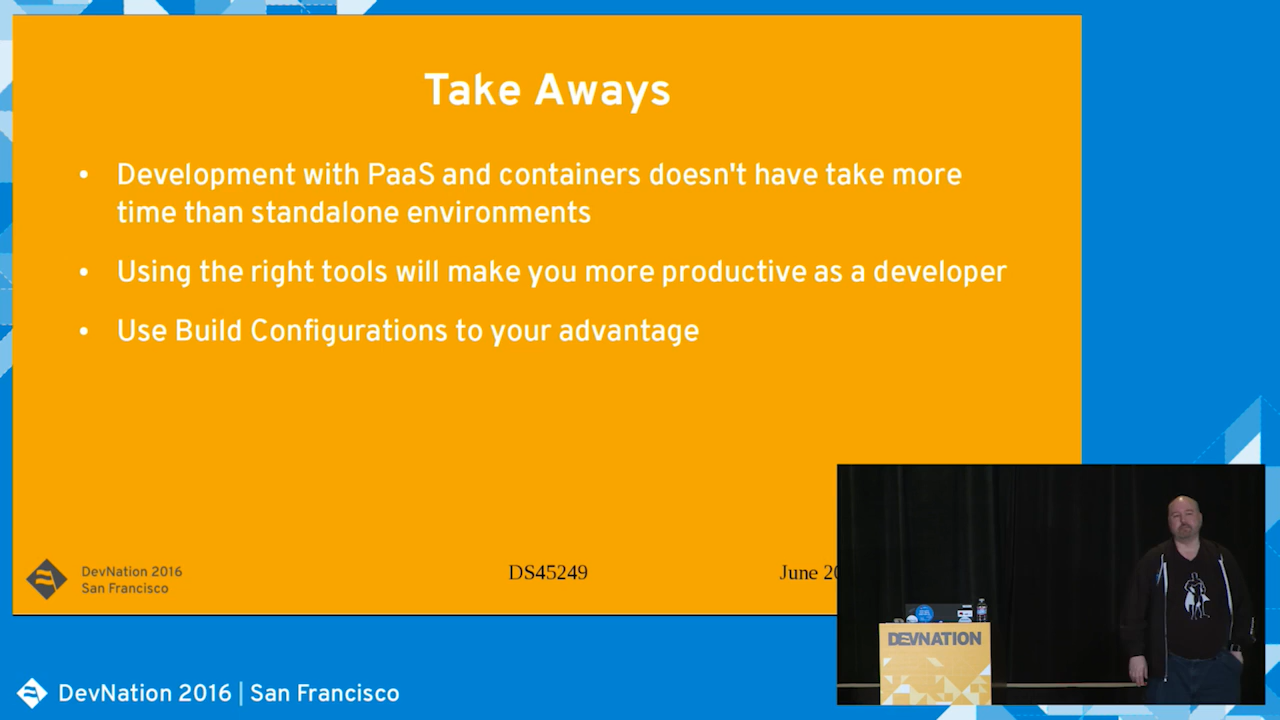 Take Aways
• Development with PaaS and containers doesn't have take more
time than standalone environments
• Using the right tools will make you more productive as a developer
• Use Build Configurations to your advantage
DevNation 2016
San Francisco
DS45249
June 20
DEVNATION
DevNation 2016 | San Francisco